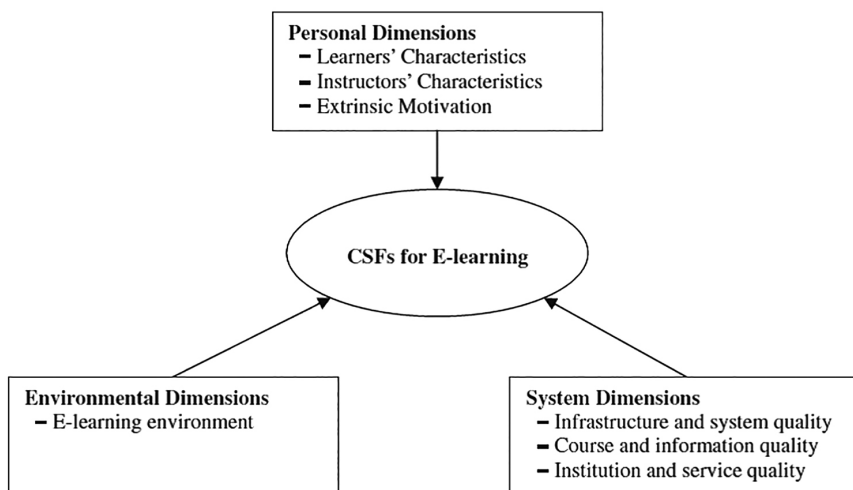 Personal Dimensions
– Learners’ Characteristics
– Instructors’ Characteristics
– Extrinsic Motivation
CSFs for E-learning
Environmental Dimensions
– E-learning environment
System Dimensions
– Infrastructure and system quality
– Course and information quality
– Institution and service quality